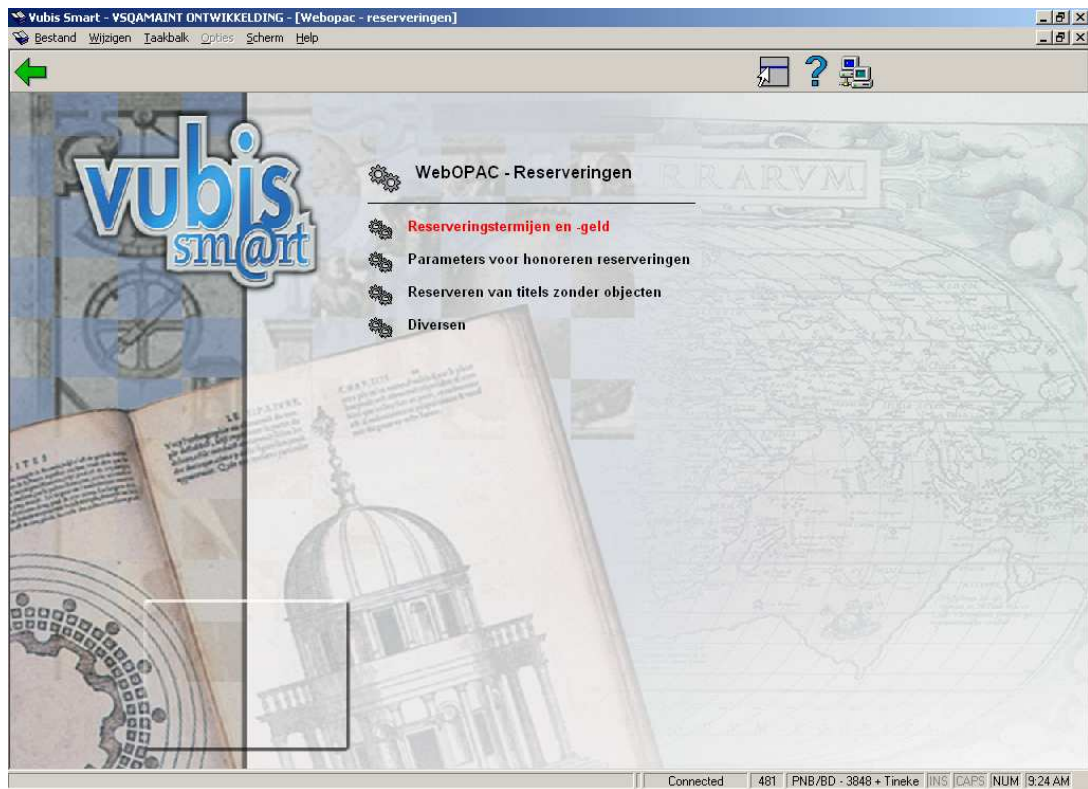 Vubis Smart - VSQAMAINT ONTWIKKELDING - [Webopac - reserveringen]
Bestand Wijzigen Taakbalk Opties Scherm Help
vubis
sm@rt
WebOPAC - Reserveringen
RRARVM
Reserveringstermijen en -geld
Parameters voor honoreren reserveringen
Reserveren van titels zonder objecten
Diversen
Connected 481 PNB/BD - 3848 + Tineke INS CAPS NUM 9:24 AM